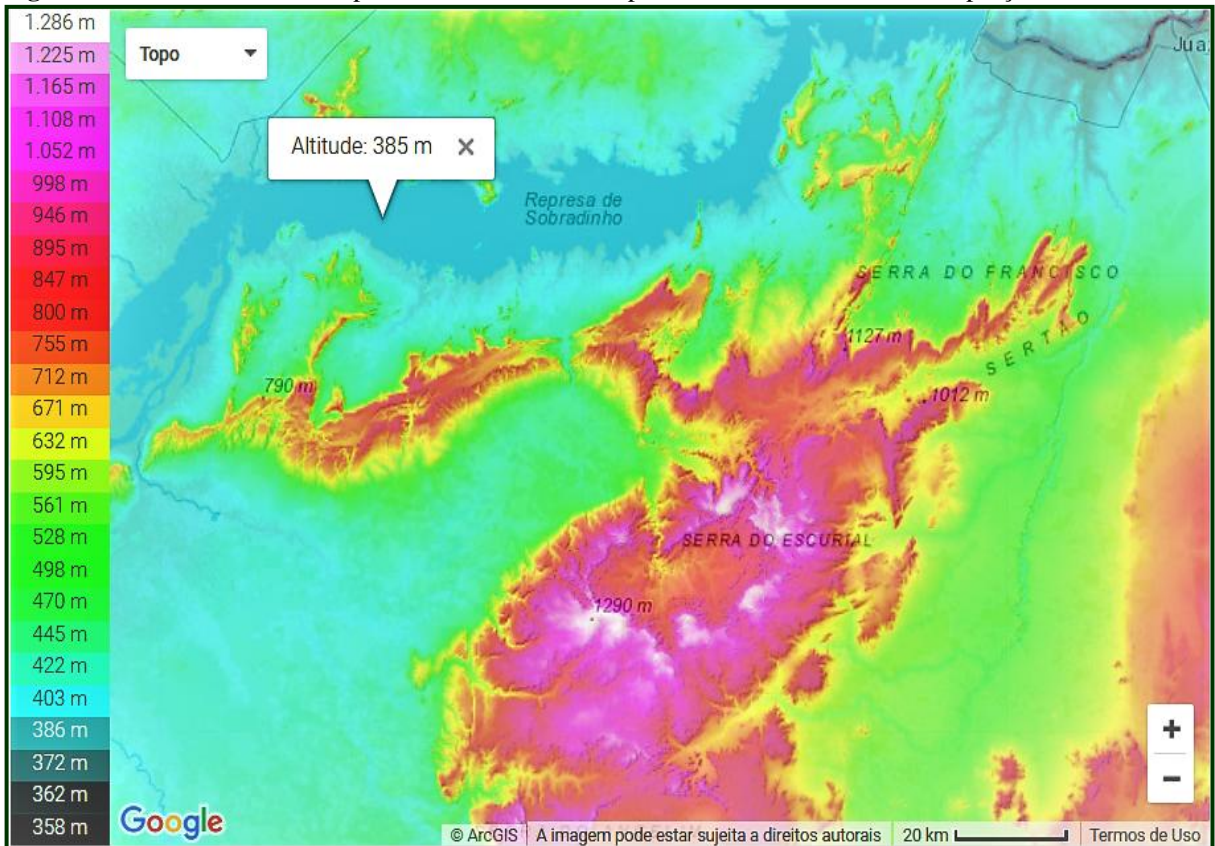 1.286 m
1.225 m
1.165 m
1.108 m
1.052 m
998 m
946 m
895 m
847 m
800 m
755 m
712 m
671 m
632 m
595 m
561 m
528 m
498 m
470 m
445 m
422 m
403 m
386 m
372 m
362 m
358 m
Topo
Altitude: 385 m ×
Represa de
Sobradinho
Jua
SERRA DO FRANCISCO
SERTÃO
1127 m
1012 m
790 m
SERRA DO ESCURIAL
1290 m
+
−
Google
© ArcGIS
A imagem pode estar sujeita a direitos autorais
20 km
Termos de Uso